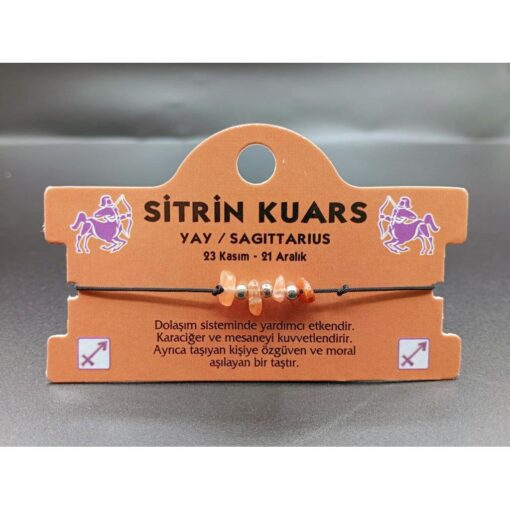 SİTRİN KUARS
YAY / SAGITTARIUS
23 Kasım - 21 Aralık
Dolaşım sisteminde yardımcı etkendir.
Karaciğer ve mesaneyi kuvvetlendirir.
Ayrıca taşıyan kişiye özgüven ve moral
aşılayan bir taştır.